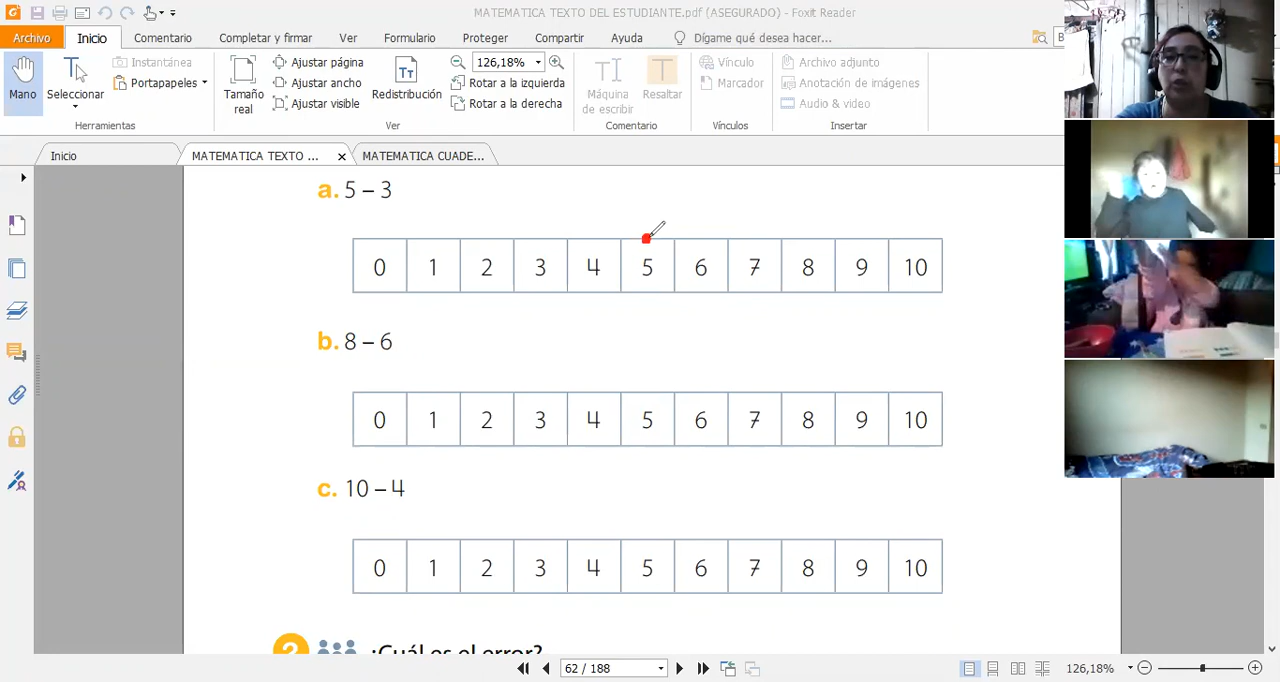 MATEMATICA TEXTO DEL ESTUDIANTE.pdf (ASEGURADO) - Foxit Reader
Archivo Inicio Comentario Completar y firmar Ver Formulario Proteger Compartir Ayuda Dígame qué desea hacer...
Mano
Seleccionar
Instantánea
Portapapeles
Herramientas
Tamaño real
Ajustar página
Ajustar ancho
Ajustar visible
Redistribución
126,18%
Rotar a la izquierda
Rotar a la derecha
Ver
Máquina de escribir
Resaltar
Comentario
Vínculo
Marcador
Vínculos
Archivo adjunto
Anotación de imágenes
Audio & video
Insertar
Inicio MATEMATICA TEXTO ... MATEMATICA CUADE...
a. 5 – 3
0 1 2 3 4 5 6 7 8 9 10
b. 8 – 6
0 1 2 3 4 5 6 7 8 9 10
c. 10 – 4
0 1 2 3 4 5 6 7 8 9 10
¿Cuál es el error?
62 / 188
126,18%